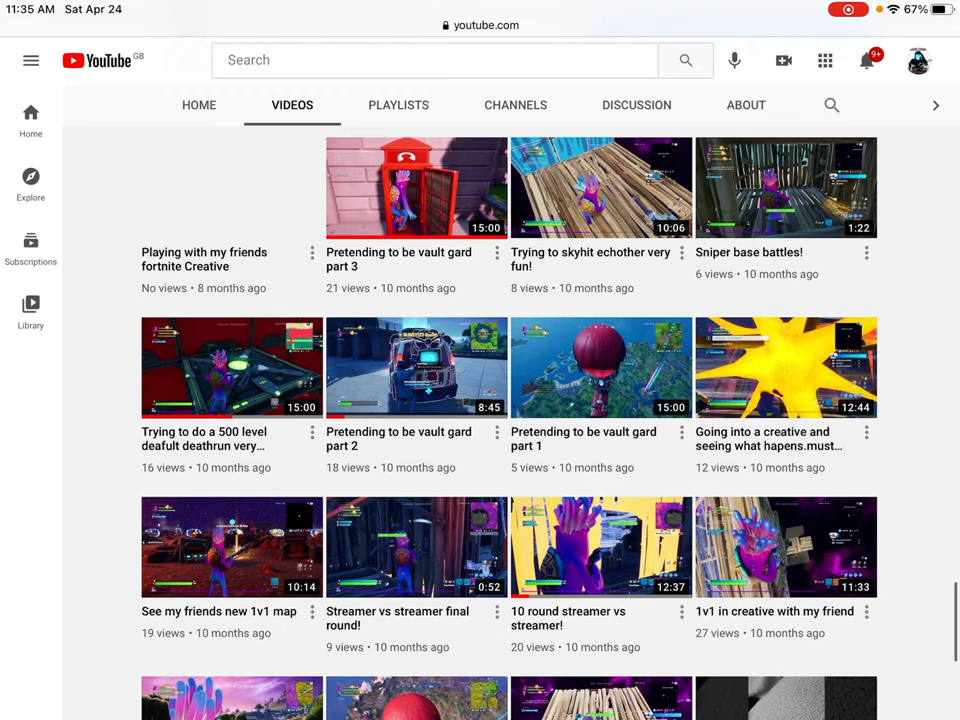 11:35 AM Sat Apr 24
67%
youtube.com
YouTube GB
Search
9+
HOME VIDEOS PLAYLISTS CHANNELS DISCUSSION ABOUT
Home
Explore
Subscriptions
Library
15:00
10:06
1:22
Playing with my friends
fortnite Creative
No views • 8 months ago
Pretending to be vault gard
part 3
21 views • 10 months ago
Trying to skyhit echother very
fun!
8 views • 10 months ago
Sniper base battles!
6 views • 10 months ago
15:00
8:45
15:00
12:44
Trying to do a 500 level
deafult deathrun very...
16 views • 10 months ago
Pretending to be vault gard
part 2
18 views • 10 months ago
Pretending to be vault gard
part 1
5 views • 10 months ago
Going into a creative and
seeing what hapens.must...
12 views • 10 months ago
10:14
0:52
12:37
11:33
See my friends new 1v1 map
19 views • 10 months ago
Streamer vs streamer final
round!
9 views • 10 months ago
10 round streamer vs
streamer!
20 views • 10 months ago
1v1 in creative with my friend
27 views • 10 months ago